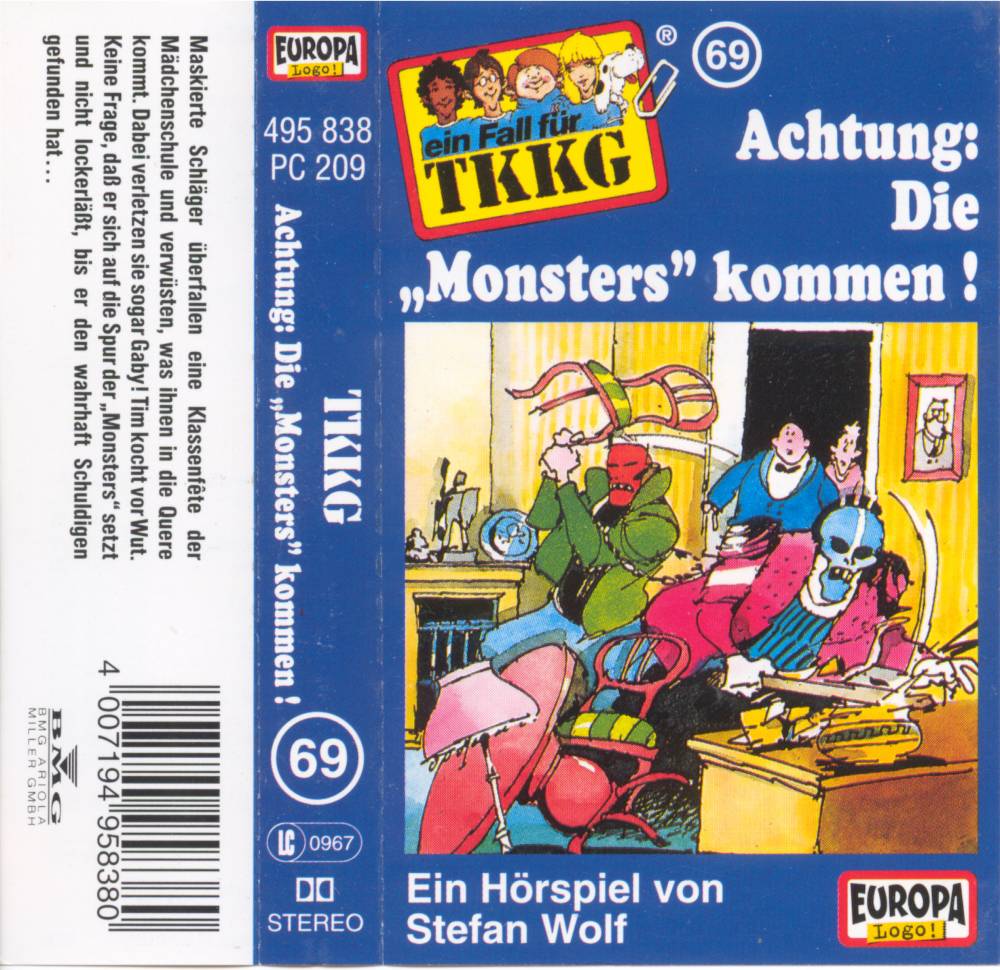 Maskierte Schläger überfallen eine Klassenfête der
Mädchenschule und verwüsten, was ihnen in die Quere
kommt. Dabei verletzen sie sogar Gaby! Tim kocht vor Wut.
Keine Frage, daß er sich auf die Spur der „Monsters“ setzt
und nicht lockerläßt, bis er den wahrhaft Schuldigen
gefunden hat...
4 007194 958380
BMG
BMG ARIOLA
MILLER GMBH
EUROPA
Logo!
495 838
PC 209
Achtung: Die „Monsters” kommen!
TKKG
69
LC 0967
STEREO
ein Fall für
TKKG
®
69
Achtung:
Die
„Monsters” kommen!
Ein Hörspiel von
Stefan Wolf
EUROPA
Logo!